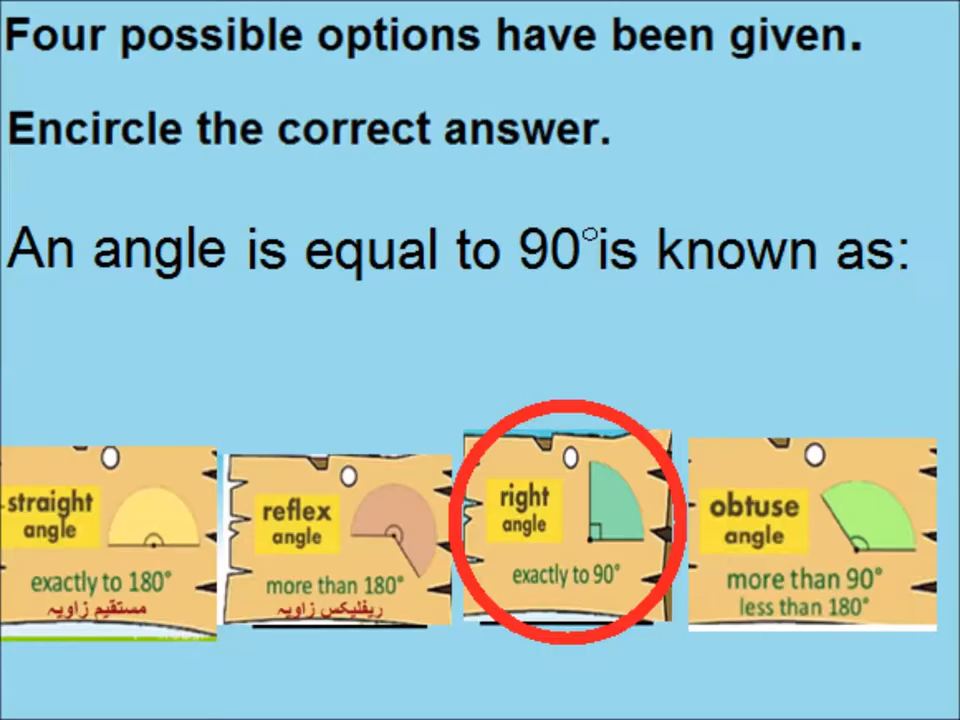 Four possible options have been given.
Encircle the correct answer.
An angle is equal to 90° is known as:
straight
angle
exactly to 180°
مستقیم زاویہ
reflex
angle
more than 180°
ریفلیکس زاویہ
right
angle
exactly to 90°
obtuse
angle
more than 90°
less than 180°